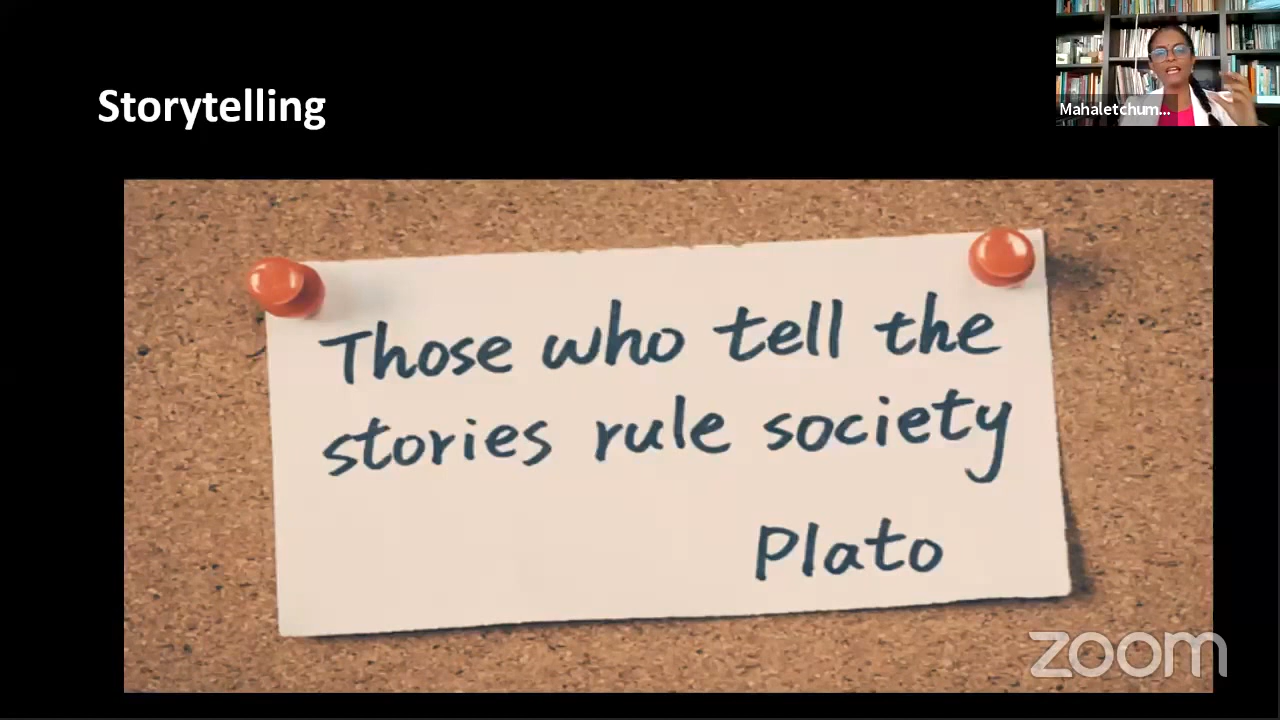 Storytelling
Mahaletchum...
Those who tell the
stories rule society
Plato
zoom